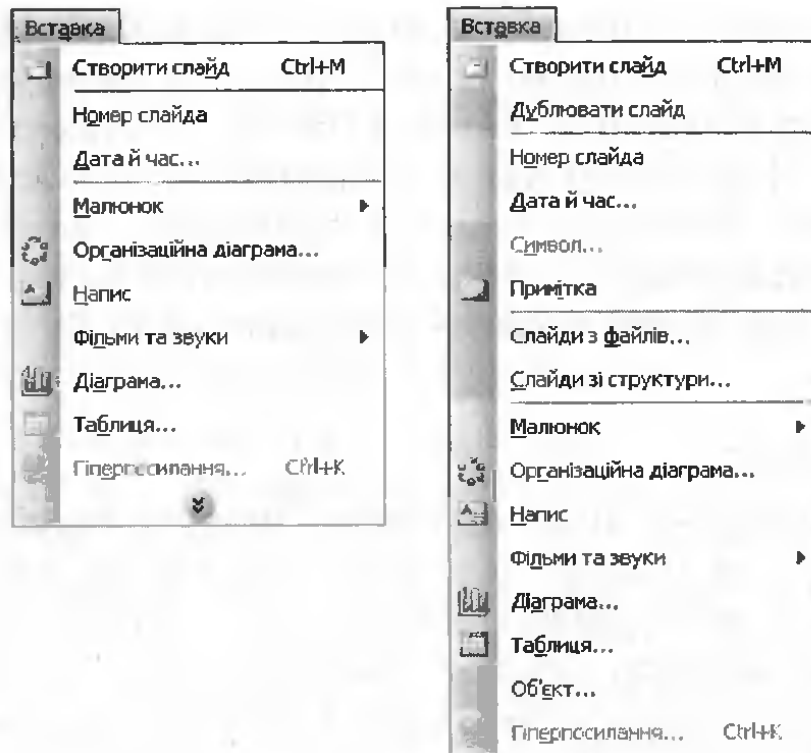 Вставка
Створити слайд Ctrl+M
Номер слайда
Дата й час...
Малюнок
Організаційна діаграма...
Напис
Фільми та звуки
Діаграма...
Таблиця...
Гіперпосилання... Ctrl+K
Вставка
Створити слайд Ctrl+M
Дублювати слайд
Номер слайда
Дата й час...
Символ...
Примітка
Слайди з файлів...
Слайди зі структури...
Малюнок
Організаційна діаграма...
Напис
Фільми та звуки
Діаграма...
Таблиця...
Об'єкт...
Гіперпосилання... Ctrl+K